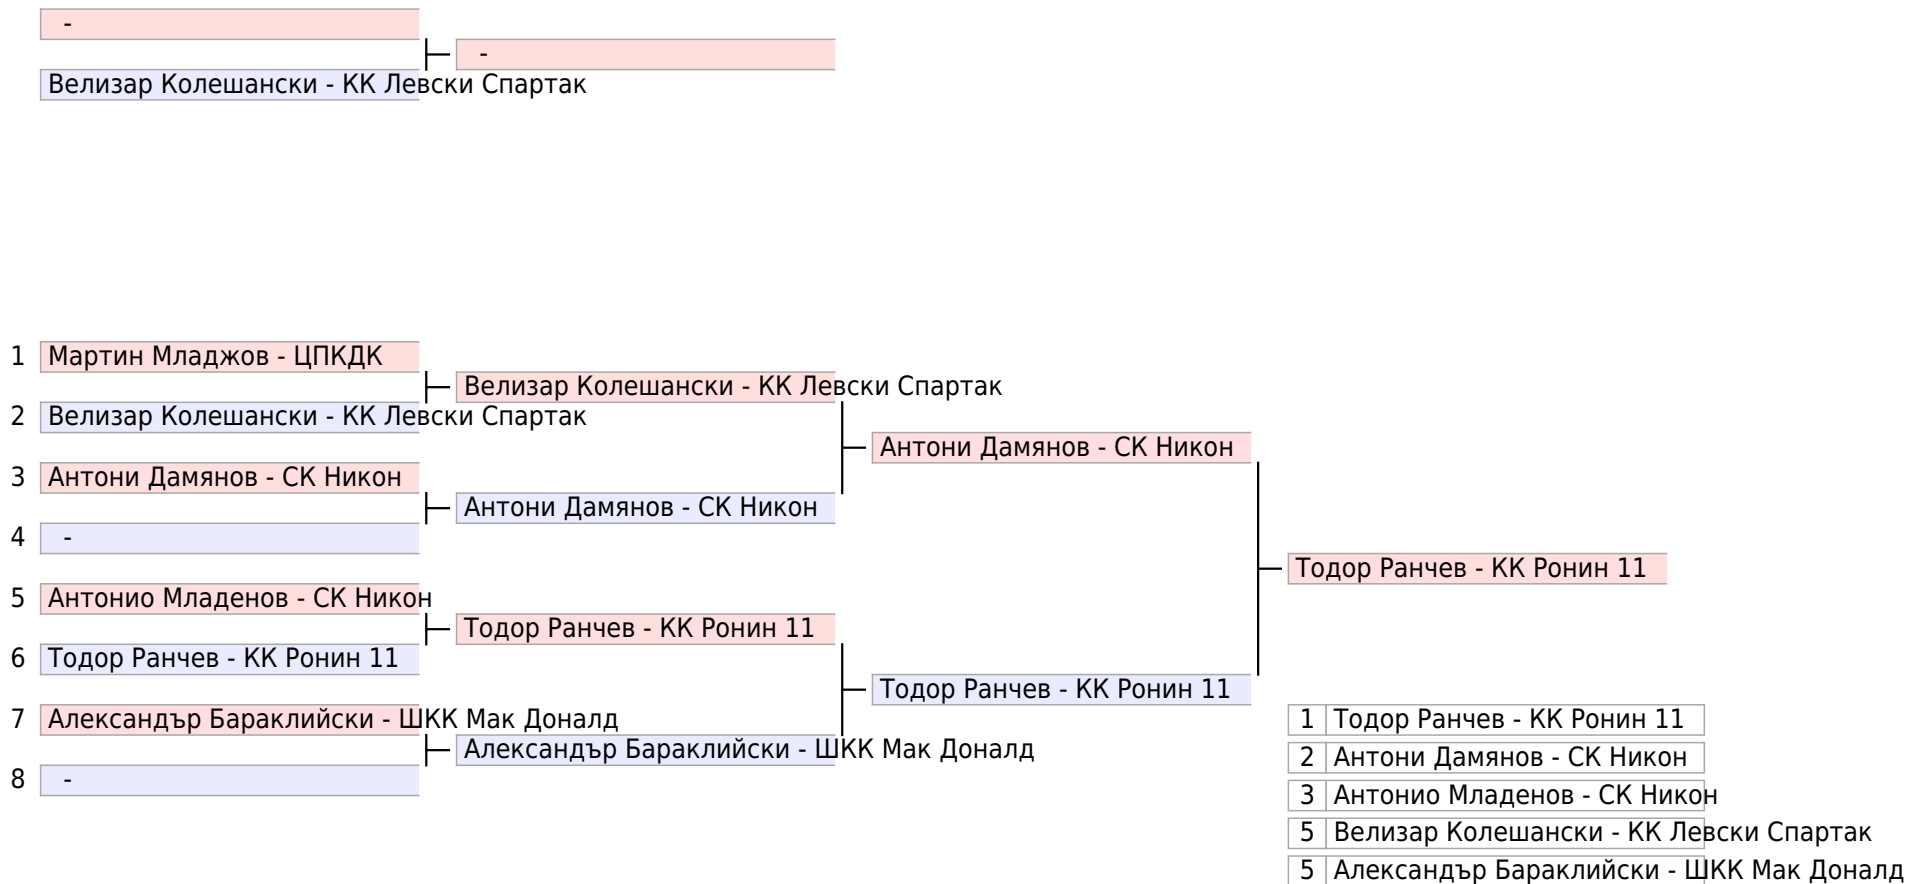 -
-
Велизар Колешански - КК Левски Спартак
1 Мартин Младжов - ЦПКДК
Велизар Колешански - КК Левски Спартак
2 Велизар Колешански - КК Левски Спартак
Антони Дамянов - СК Никон
3 Антони Дамянов - СК Никон
Антони Дамянов - СК Никон
4 -
Тодор Ранчев - КК Ронин 11
5 Антонио Младенов - СК Никон
Тодор Ранчев - КК Ронин 11
6 Тодор Ранчев - КК Ронин 11
Тодор Ранчев - КК Ронин 11
7 Александър Бараклийски - ШКК Мак Доналд
Александър Бараклийски - ШКК Мак Доналд
8 -
1 Тодор Ранчев - КК Ронин 11
2 Антони Дамянов - СК Никон
3 Антонио Младенов - СК Никон
5 Велизар Колешански - КК Левски Спартак
5 Александър Бараклийски - ШКК Мак Доналд